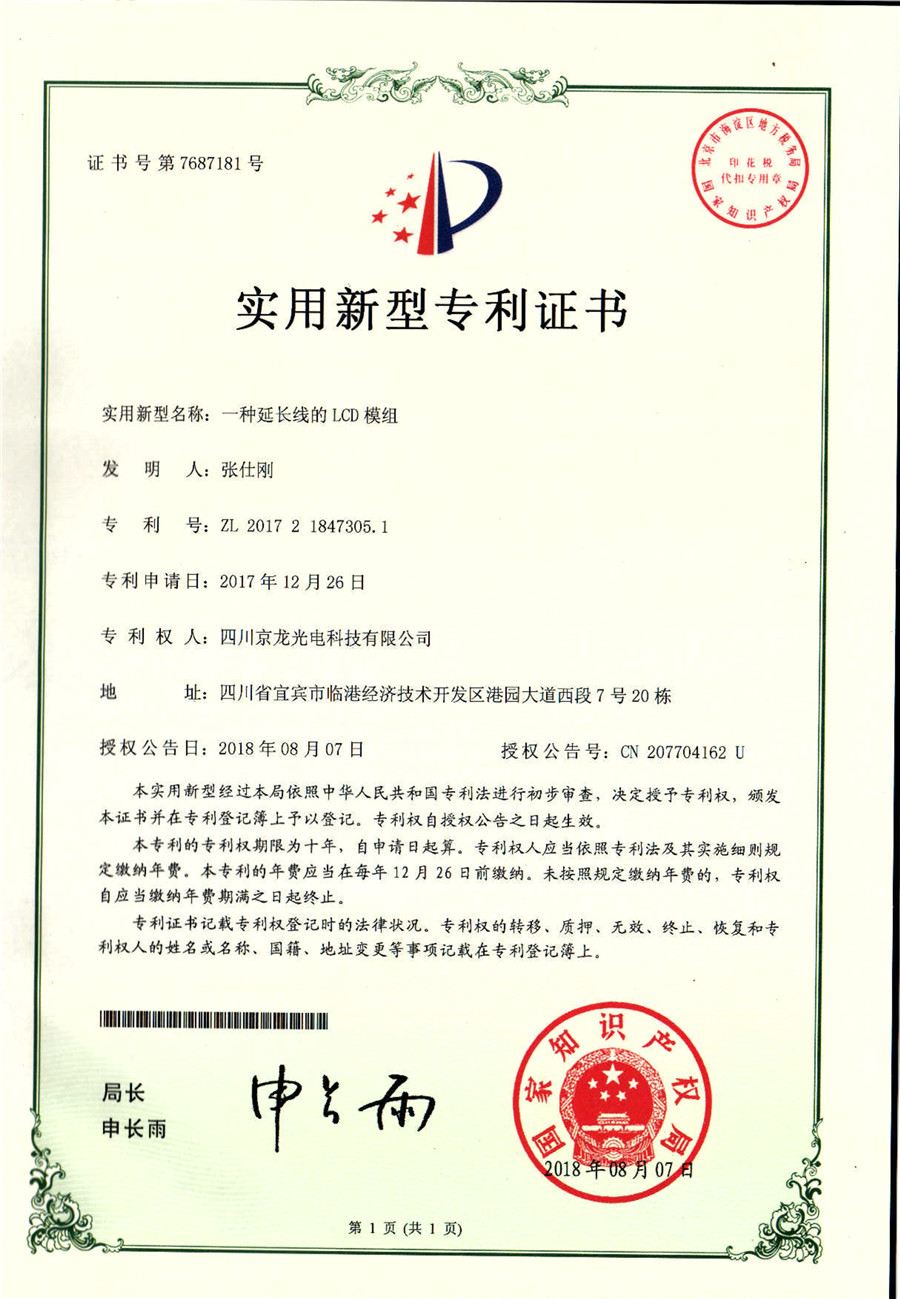 证书号第7687181号
北京市海淀区地方税务局
印花税
代扣专用章
国家知识产权局
实用新型专利证书
实用新型名称：一种延长线的LCD模组
发明人：张仕刚
专利号：ZL 2017 2 1847305.1
专利申请日：2017年12月26日
专利权人：四川京龙光电科技有限公司
地址：四川省宜宾市临港经济技术开发区港园大道西段7号20栋
授权公告日：2018年08月07日 授权公告号：CN 207704162 U
本实用新型经过本局依照中华人民共和国专利法进行初步审查，决定授予专利权，颁发
本证书并在专利登记簿上予以登记。专利权自授权公告之日起生效。
本专利的专利权期限为十年，自申请日起算。专利权人应当依照专利法及其实施细则规
定缴纳年费。本专利的年费应当在每年12月26日前缴纳。未按照规定缴纳年费的，专利权
自应当缴纳年费期满之日起终止。
专利证书记载专利权登记时的法律状况。专利权的转移、质押、无效、终止、恢复和专
利权人的姓名或名称、国籍、地址变更等事项记载在专利登记簿上。
局长
申长雨
申长雨
国家知识产权局
2018年08月07日
第1页(共1页)